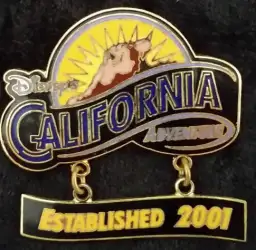 Disney's
CALIFORNIA
ADVENTURE
ESTABLISHED 2001